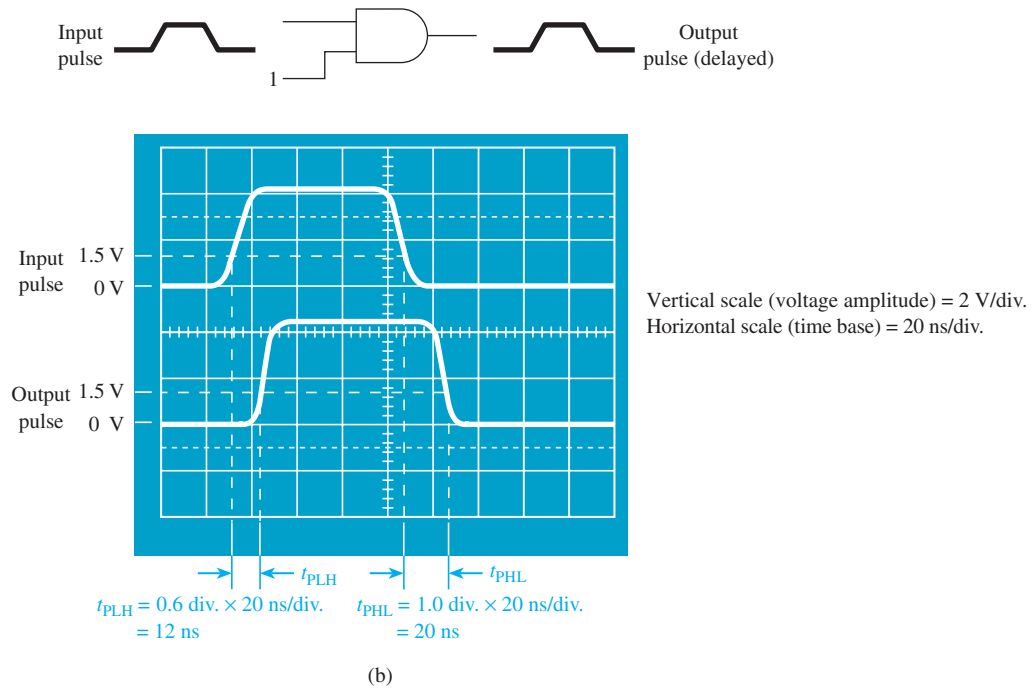 Input
pulse
1
Output
pulse (delayed)
Input
pulse
1.5 V
0 V
Vertical scale (voltage amplitude) = 2 V/div.
Horizontal scale (time base) = 20 ns/div.
Output
pulse
1.5 V
0 V
tPLH
tPHL
tPLH = 0.6 div. × 20 ns/div.
= 12 ns
tPHL = 1.0 div. × 20 ns/div.
= 20 ns
(b)